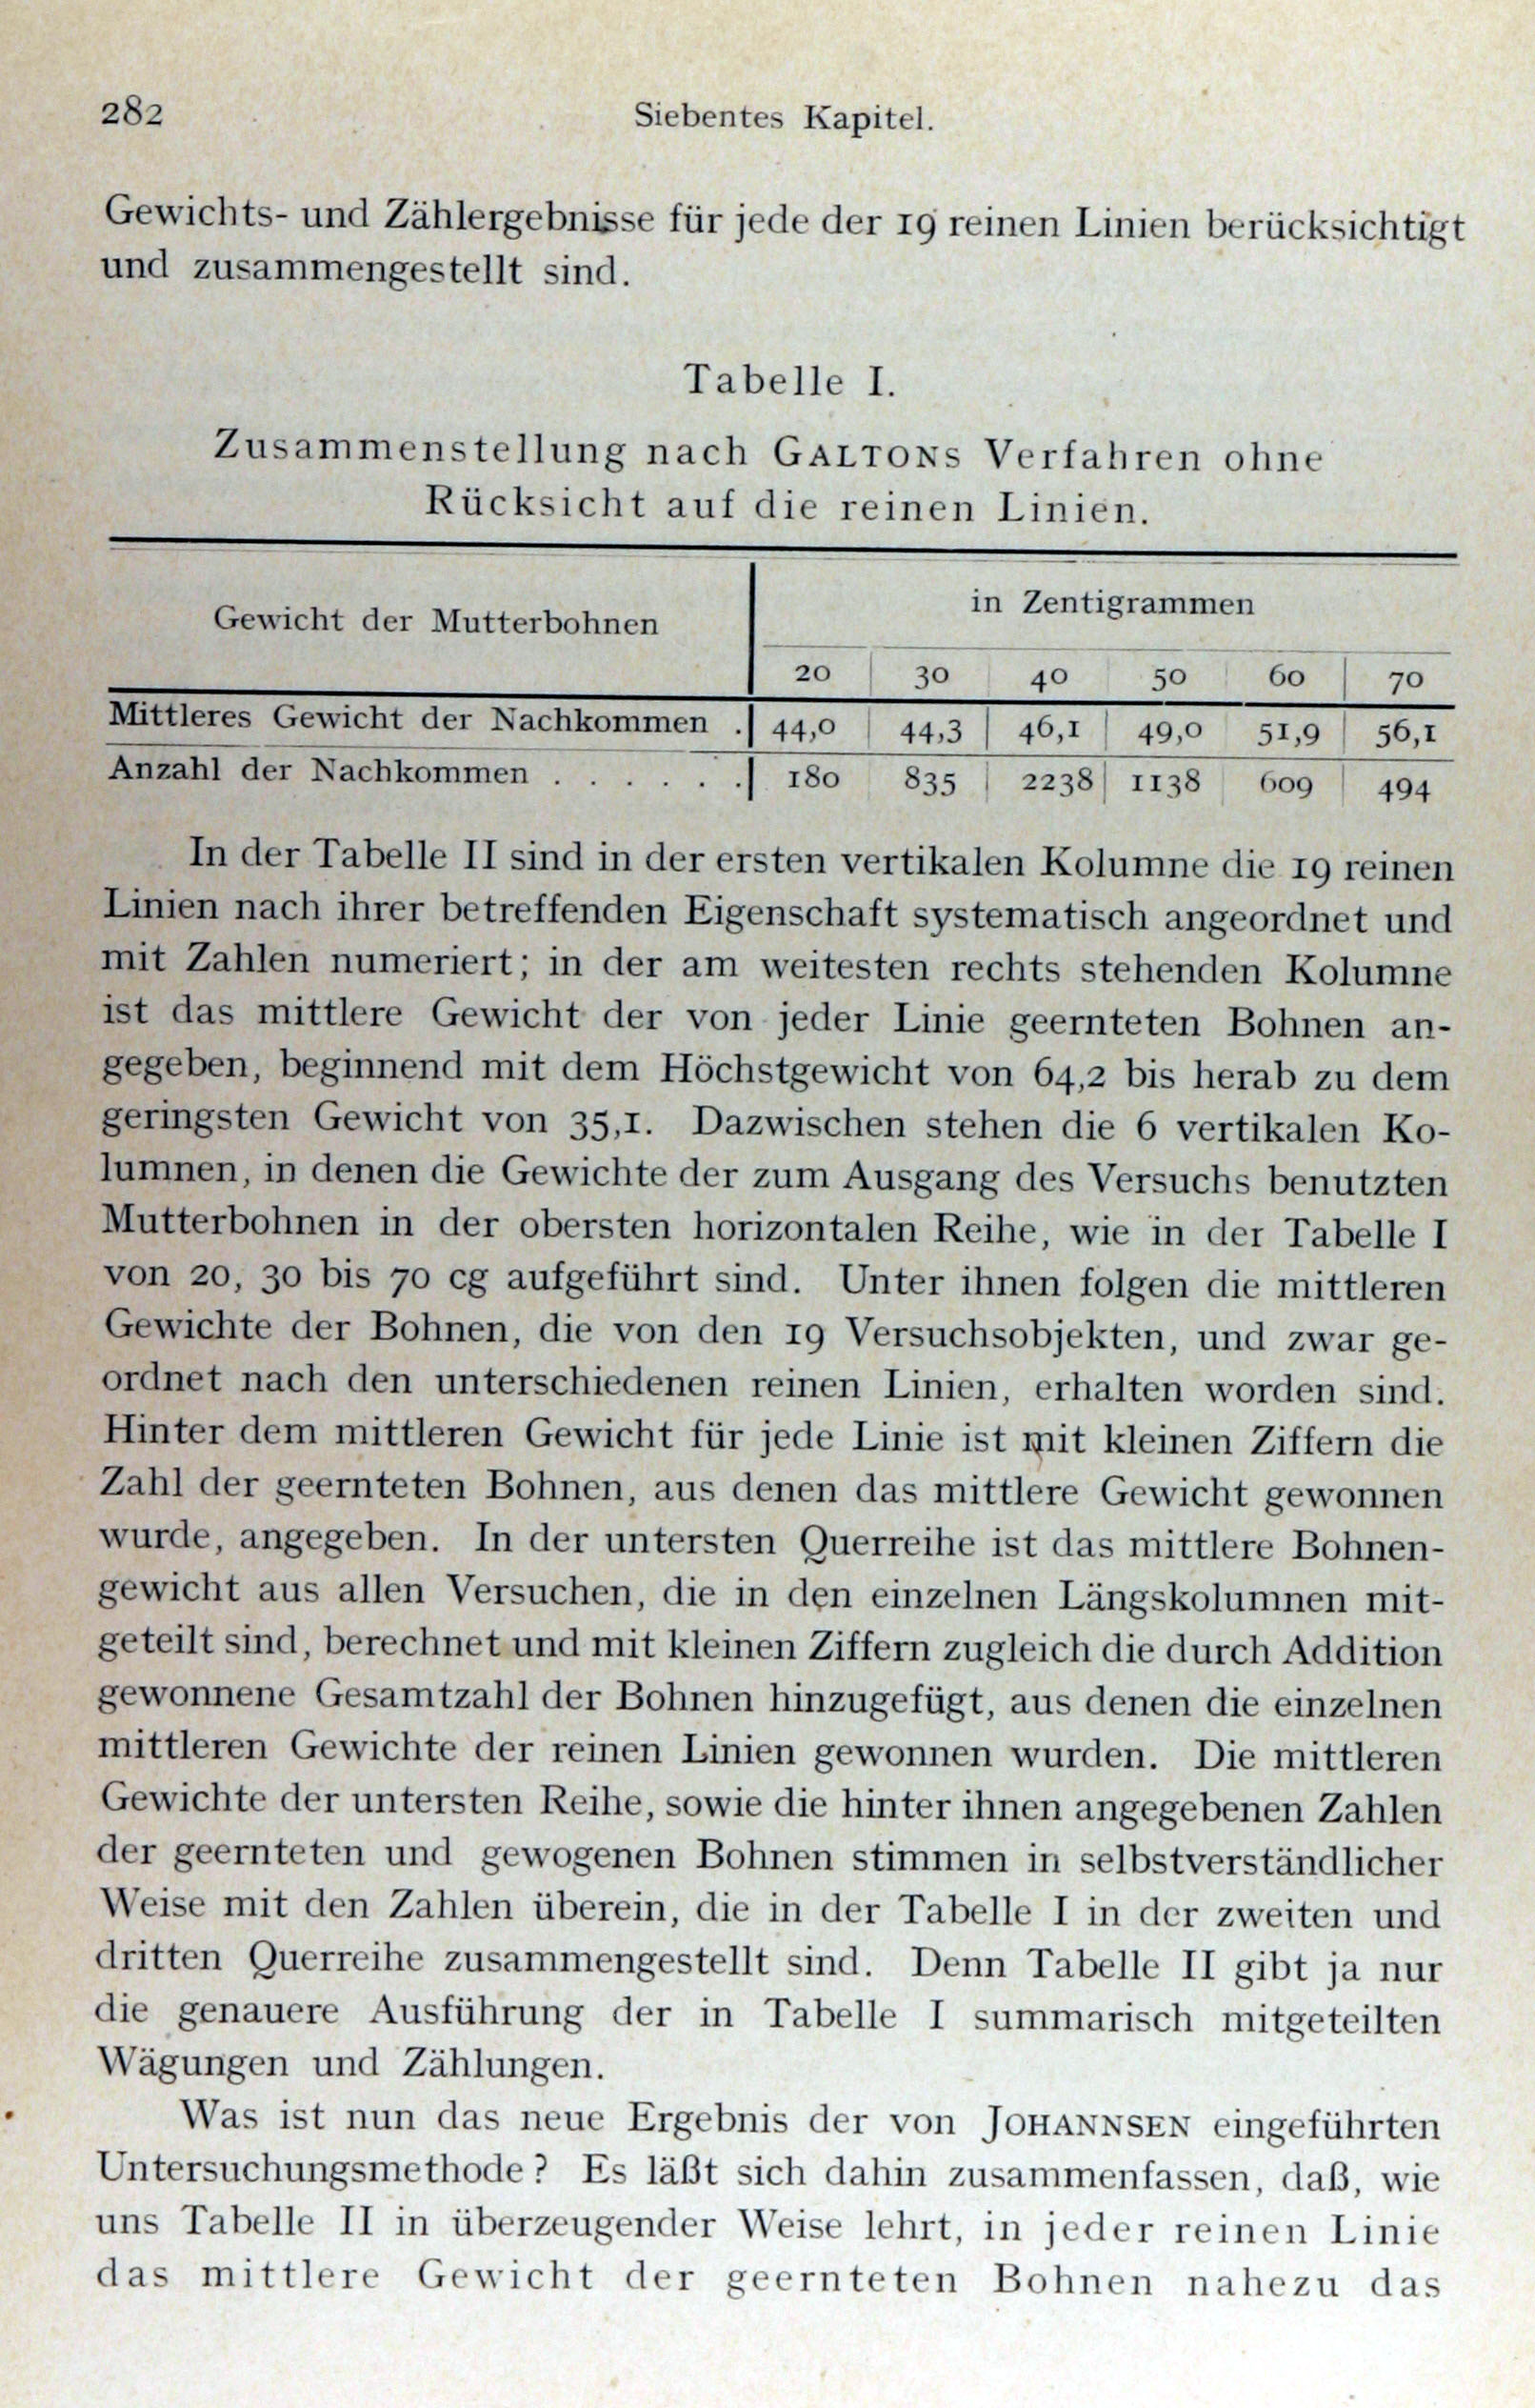 282
Siebentes Kapitel.
Gewichts- und Zählergebnisse für jede der 19 reinen Linien berücksichtigt
und zusammengestellt sind.
Tabelle I.
Zusammenstellung nach GALTONS Verfahren ohne
Rücksicht auf die reinen Linien.
Gewicht der Mutterbohnen
in Zentigrammen
20 | 30 | 40 | 50 | 60 | 70
Mittleres Gewicht der Nachkommen . | 44,0 | 44,3 | 46,1 | 49,0 | 51,9 | 56,1
Anzahl der Nachkommen . . . . . . . | 180 | 835 | 2238 | 1138 | 609 | 494
In der Tabelle II sind in der ersten vertikalen Kolumne die 19 reinen
Linien nach ihrer betreffenden Eigenschaft systematisch angeordnet und
mit Zahlen numeriert; in der am weitesten rechts stehenden Kolumne
ist das mittlere Gewicht der von jeder Linie geernteten Bohnen an-
gegeben, beginnend mit dem Höchstgewicht von 64,2 bis herab zu dem
geringsten Gewicht von 35,1. Dazwischen stehen die 6 vertikalen Ko-
lumnen, in denen die Gewichte der zum Ausgang des Versuchs benutzten
Mutterbohnen in der obersten horizontalen Reihe, wie in der Tabelle I
von 20, 30 bis 70 cg aufgeführt sind. Unter ihnen folgen die mittleren
Gewichte der Bohnen, die von den 19 Versuchsobjekten, und zwar ge-
ordnet nach den unterschiedenen reinen Linien, erhalten worden sind.
Hinter dem mittleren Gewicht für jede Linie ist mit kleinen Ziffern die
Zahl der geernteten Bohnen, aus denen das mittlere Gewicht gewonnen
wurde, angegeben. In der untersten Querreihe ist das mittlere Bohnen-
gewicht aus allen Versuchen, die in den einzelnen Längskolumnen mit-
geteilt sind, berechnet und mit kleinen Ziffern zugleich die durch Addition
gewonnene Gesamtzahl der Bohnen hinzugefügt, aus denen die einzelnen
mittleren Gewichte der reinen Linien gewonnen wurden. Die mittleren
Gewichte der untersten Reihe, sowie die hinter ihnen angegebenen Zahlen
der geernteten und gewogenen Bohnen stimmen in selbstverständlicher
Weise mit den Zahlen überein, die in der Tabelle I in der zweiten und
dritten Querreihe zusammengestellt sind. Denn Tabelle II gibt ja nur
die genauere Ausführung der in Tabelle I summarisch mitgeteilten
Wägungen und Zählungen.
Was ist nun das neue Ergebnis der von JOHANNSEN eingeführten
Untersuchungsmethode? Es läßt sich dahin zusammenfassen, daß, wie
uns Tabelle II in überzeugender Weise lehrt, in jeder reinen Linie
das mittlere Gewicht der geernteten Bohnen nahezu das